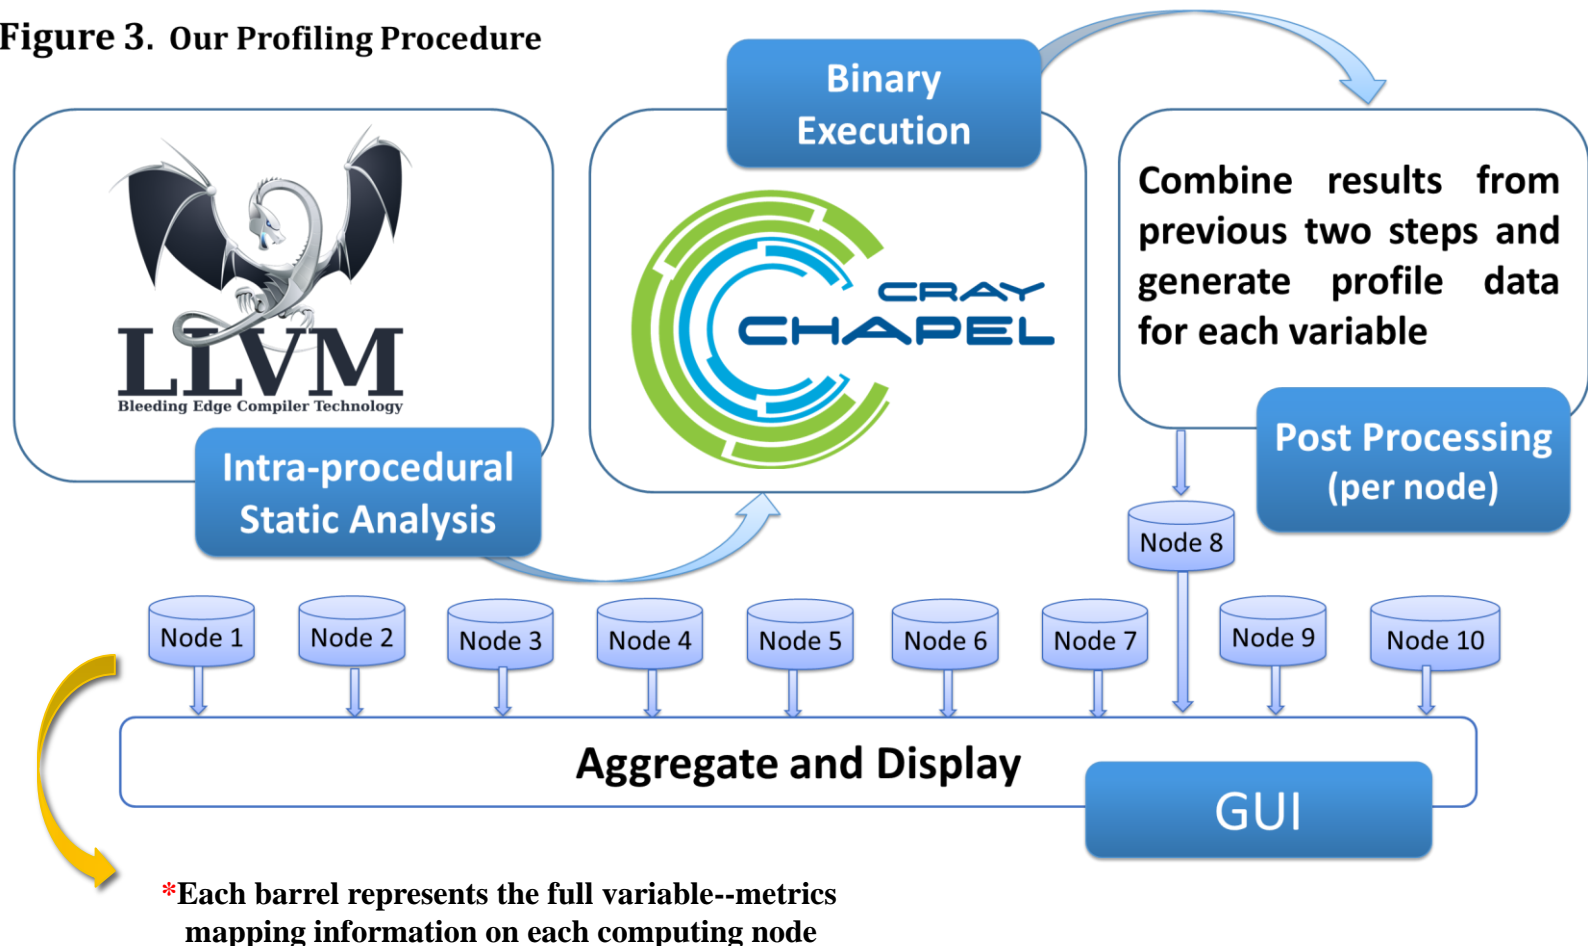 Figure 3. Our Profiling Procedure
LLVM
Bleeding Edge Compiler Technology
Intra-procedural
Static Analysis
Binary
Execution
CRAY
CHAPEL
Combine results from
previous two steps and
generate profile data
for each variable
Post Processing
(per node)
Node 8
Node 1
Node 2
Node 3
Node 4
Node 5
Node 6
Node 7
Node 9
Node 10
Aggregate and Display
GUI
*Each barrel represents the full variable--metrics
mapping information on each computing node